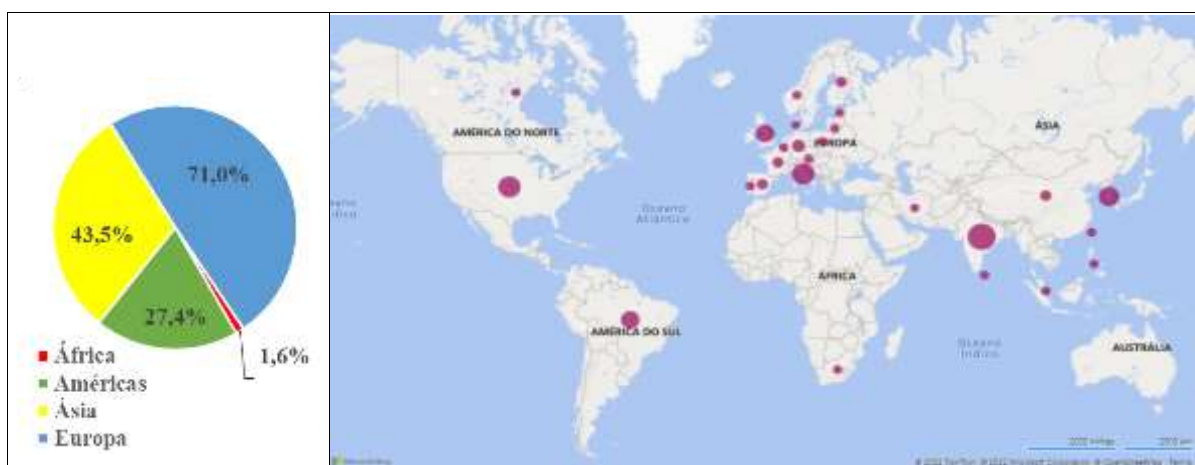 71,0%
43,5%
27,4%
1,6%
África
Américas
Ásia
Europa
AMÉRICA DO NORTE
ÁSIA
EUROPA
Oceano
Atlântico
ÁFRICA
AMÉRICA DO SUL
Oceano
Índico
AUSTRÁLIA